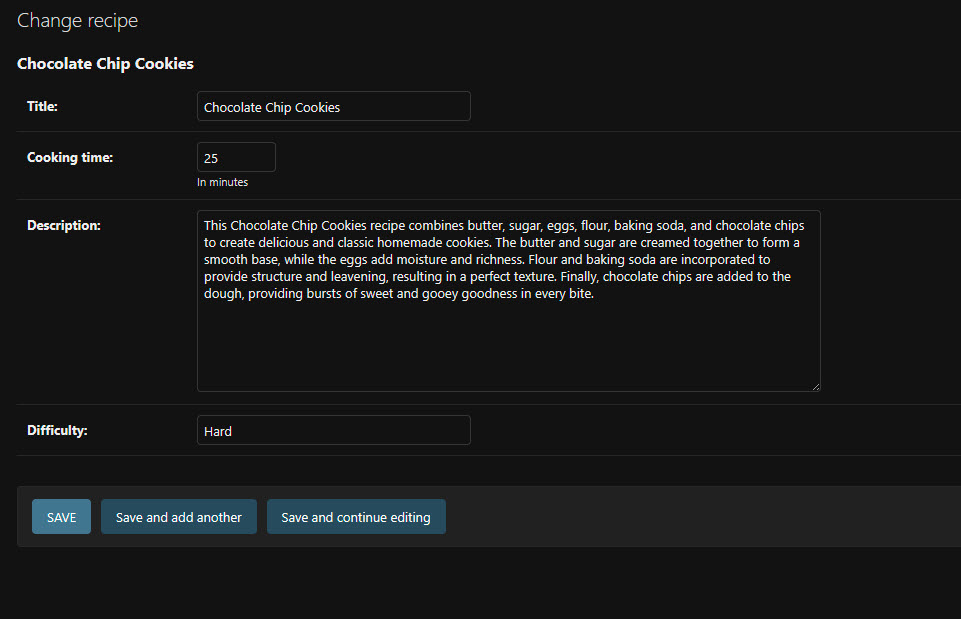 Change recipe
Chocolate Chip Cookies
Title:
Chocolate Chip Cookies
Cooking time:
25
In minutes
Description:
This Chocolate Chip Cookies recipe combines butter, sugar, eggs, flour, baking soda, and chocolate chips
to create delicious and classic homemade cookies. The butter and sugar are creamed together to form a
smooth base, while the eggs add moisture and richness. Flour and baking soda are incorporated to
provide structure and leavening, resulting in a perfect texture. Finally, chocolate chips are added to the
dough, providing bursts of sweet and gooey goodness in every bite.
Difficulty:
Hard
SAVE
Save and add another
Save and continue editing